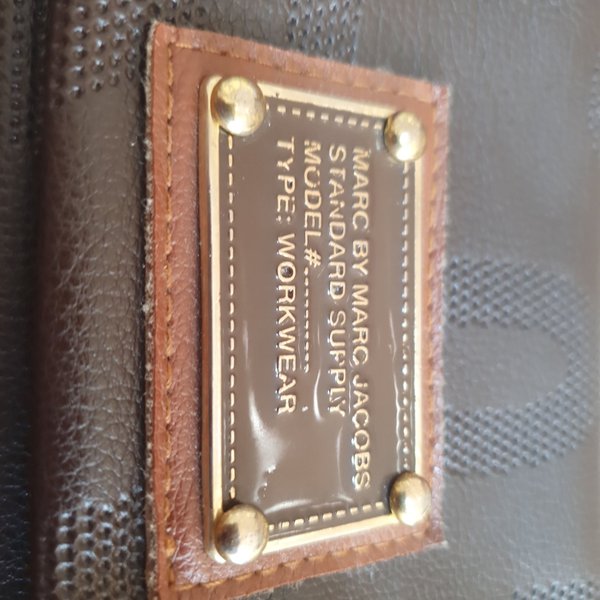 MARC BY MARC JACOBS
STANDARD SUPPLY
MODEL#..........
TYPE: WORKWEAR